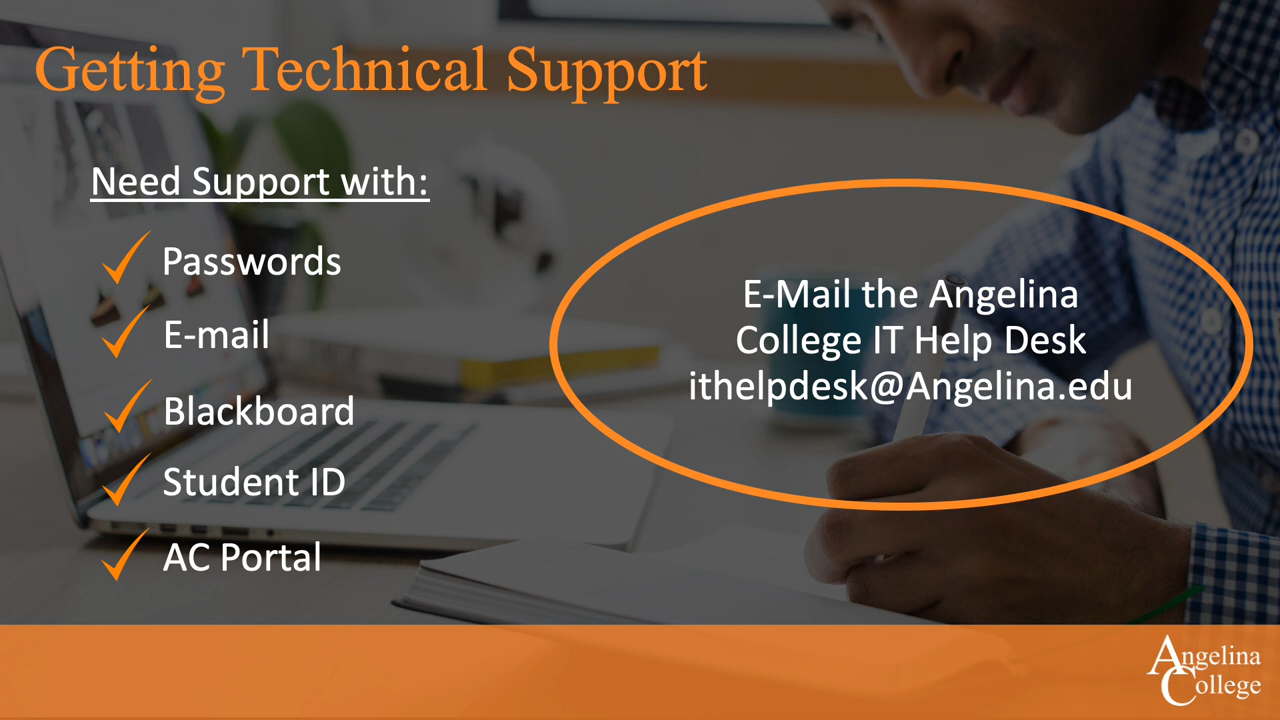 Getting Technical Support
Need Support with:
Passwords
E-mail
Blackboard
Student ID
AC Portal
E-Mail the Angelina
College IT Help Desk
ithelpdesk@Angelina.edu
Angelina
College